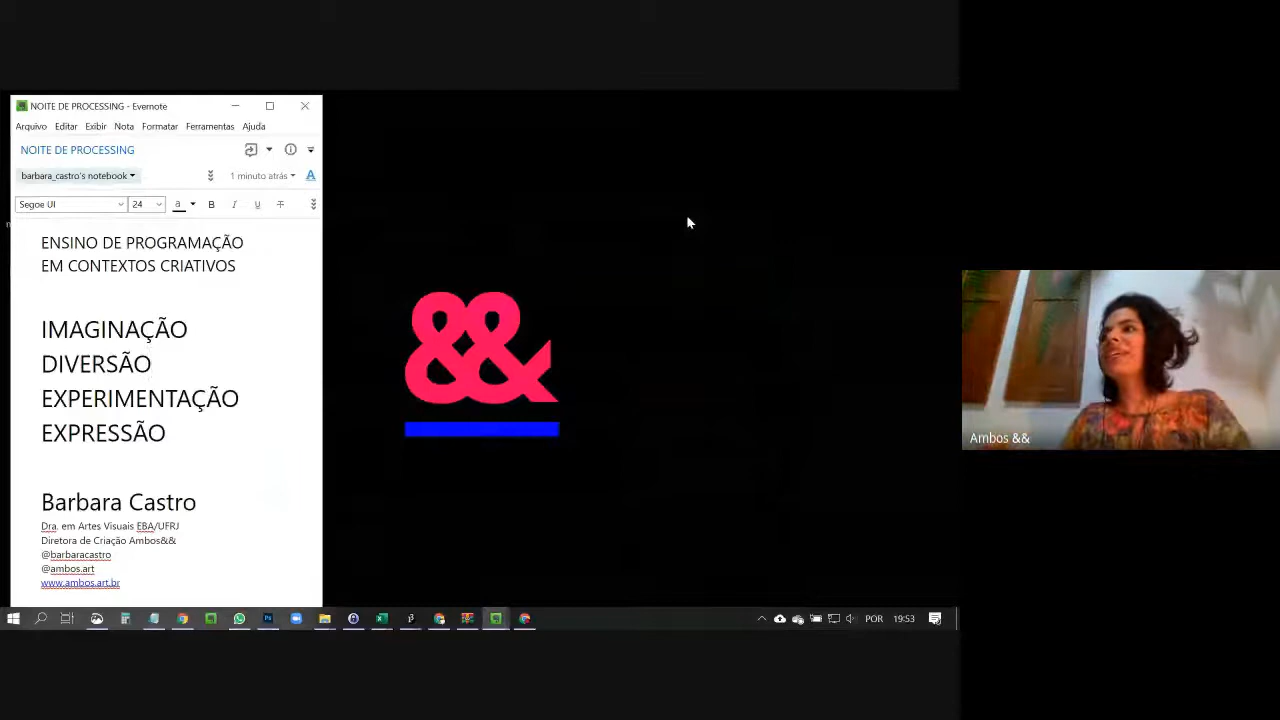 NOITE DE PROCESSING - Evernote
Arquivo Editar Exibir Nota Formatar Ferramentas Ajuda
NOITE DE PROCESSING
barbara_castro's notebook
1 minuto atrás
A
Segoe UI 24 a B I U T
ENSINO DE PROGRAMAÇÃO
EM CONTEXTOS CRIATIVOS
IMAGINAÇÃO
DIVERSÃO
EXPERIMENTAÇÃO
EXPRESSÃO
Barbara Castro
Dra. em Artes Visuais EBA/UFRJ
Diretora de Criação Ambos&&
@barbaracastro
@ambos.art
www.ambos.art.br
&&
Ambos &&
POR 19:53